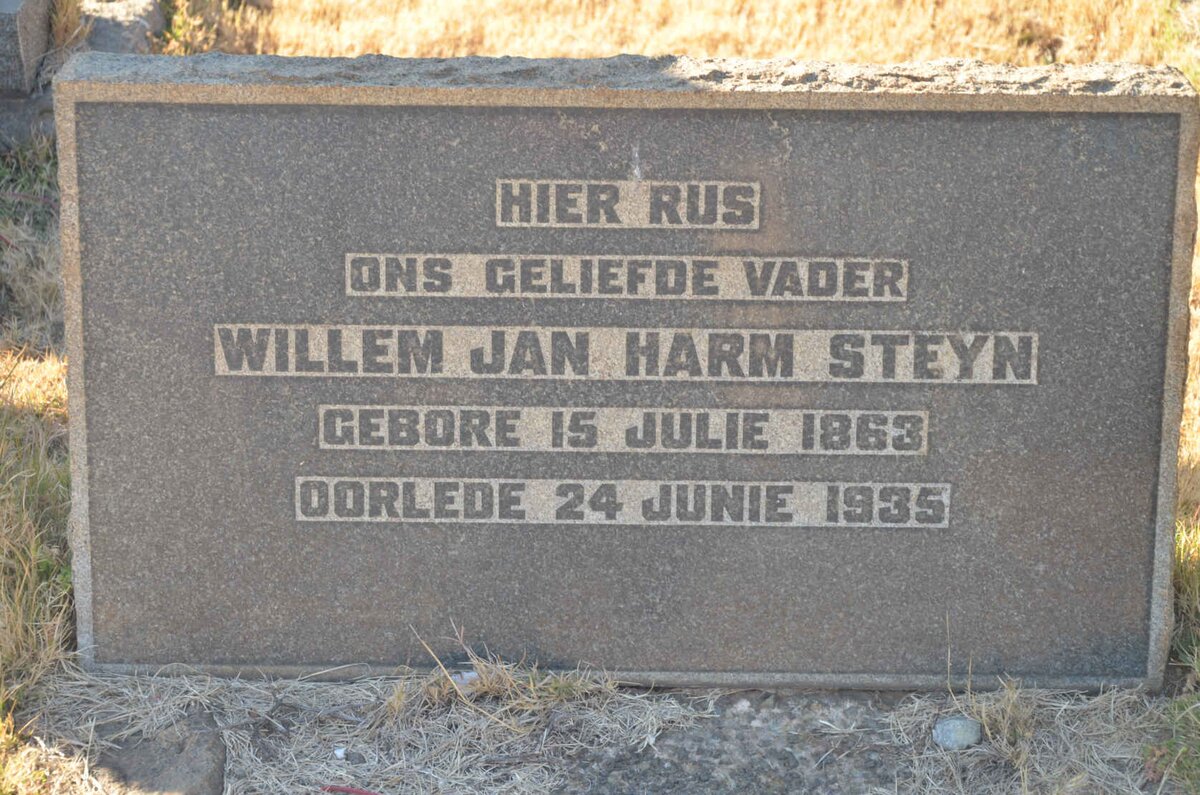 HIER RUS
ONS GELIEFDE VADER
WILLEM JAN HARM STEYN
GEBORE 15 JULIE 1863
OORLEDE 24 JUNIE 1935